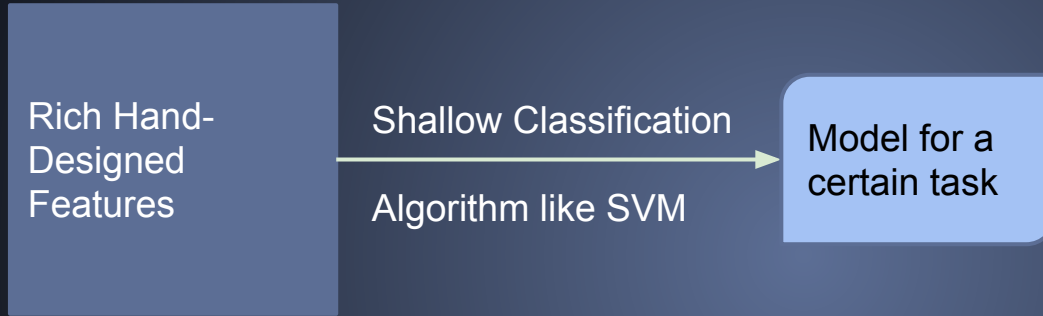 Rich Hand-
Designed
Features
Shallow Classification
Algorithm like SVM
Model for a
certain task